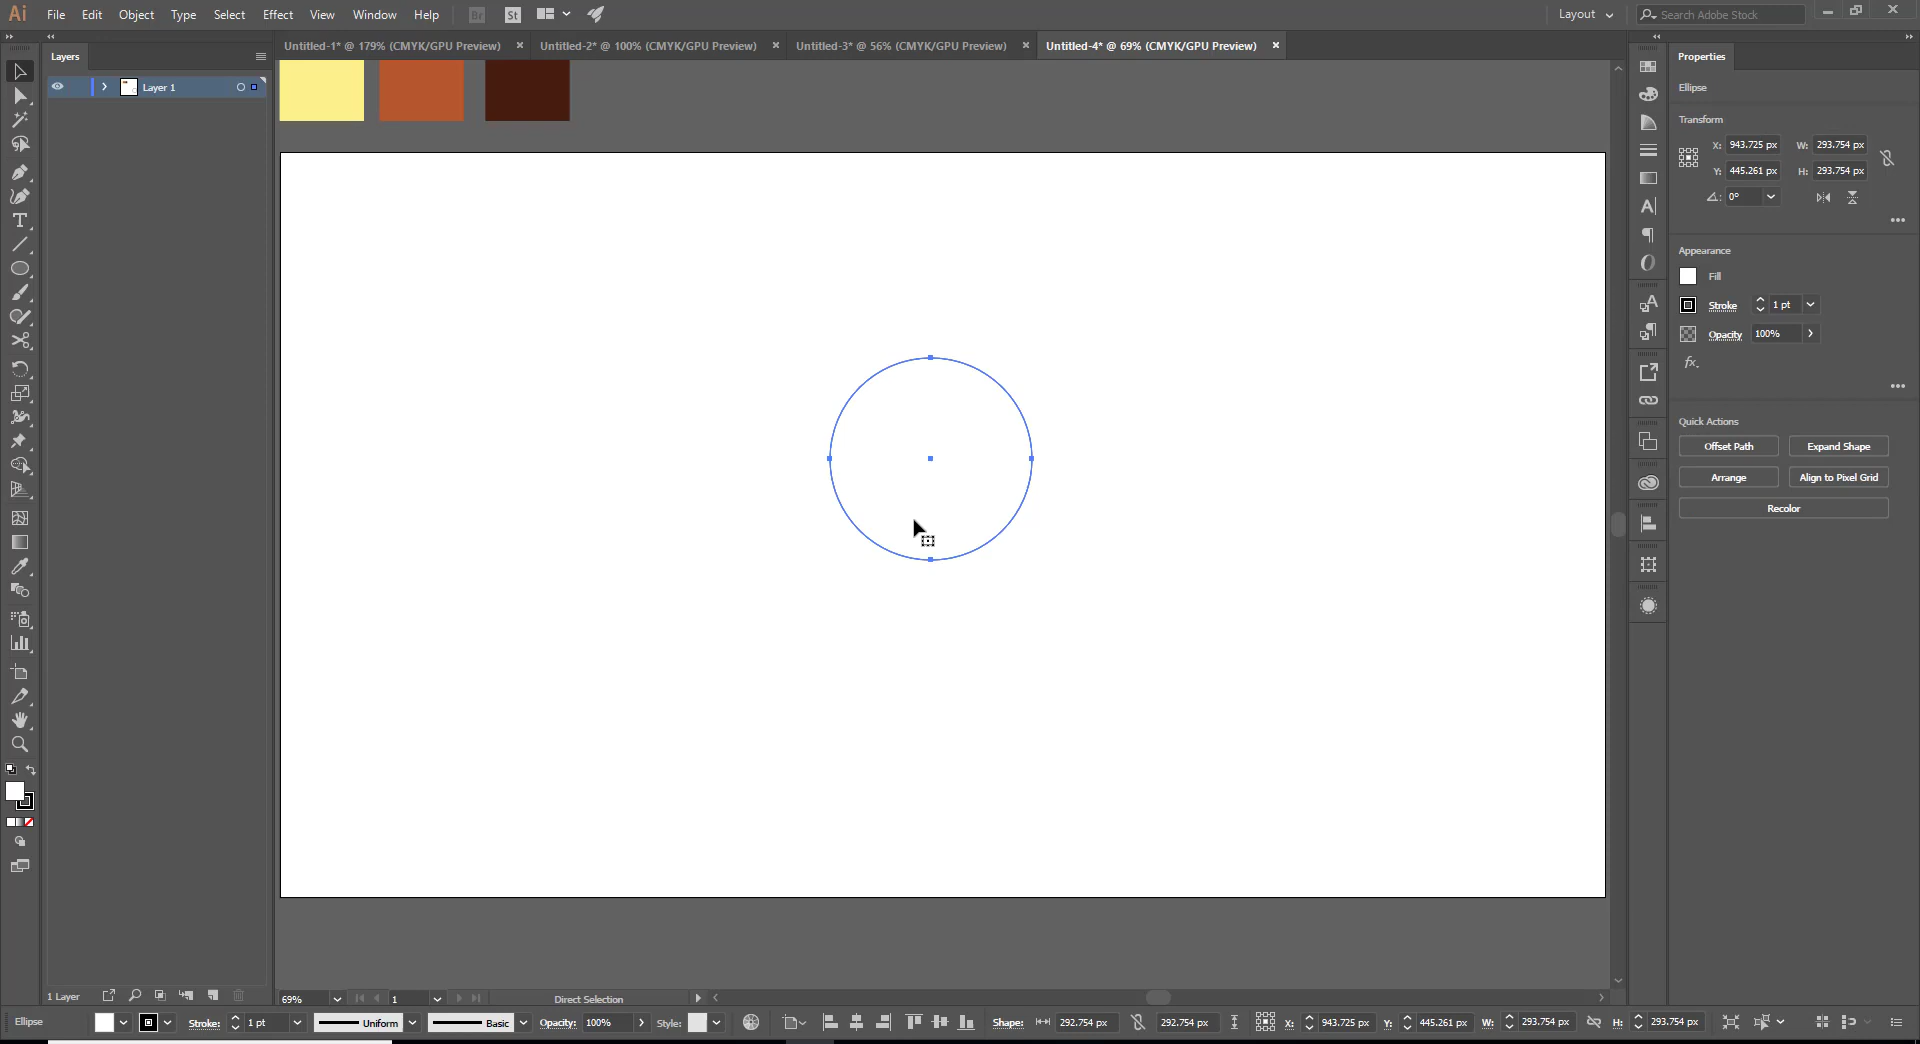 Ai File Edit Object Type Select Effect View Window Help Br St Layout Search Adobe Stock
Untitled-1* @ 179% (CMYK/GPU Preview) × Untitled-2* @ 100% (CMYK/GPU Preview) × Untitled-3* @ 56% (CMYK/GPU Preview) × Untitled-4* @ 69% (CMYK/GPU Preview) ×
Layers
Layer 1
Properties
Ellipse
Transform
X: 943.725 px W: 293.754 px
Y: 445.261 px H: 293.754 px
0°
Appearance
Fill
Stroke 1 pt
Opacity 100%
fx.
Quick Actions
Offset Path Expand Shape
Arrange Align to Pixel Grid
Recolor
1 Layer 69% 1 Direct Selection
Ellipse Stroke: 1 pt Uniform Basic Opacity: 100% Style: Shape: 292.754 px 292.754 px X: 943.725 px Y: 445.261 px W: 293.754 px H: 293.754 px